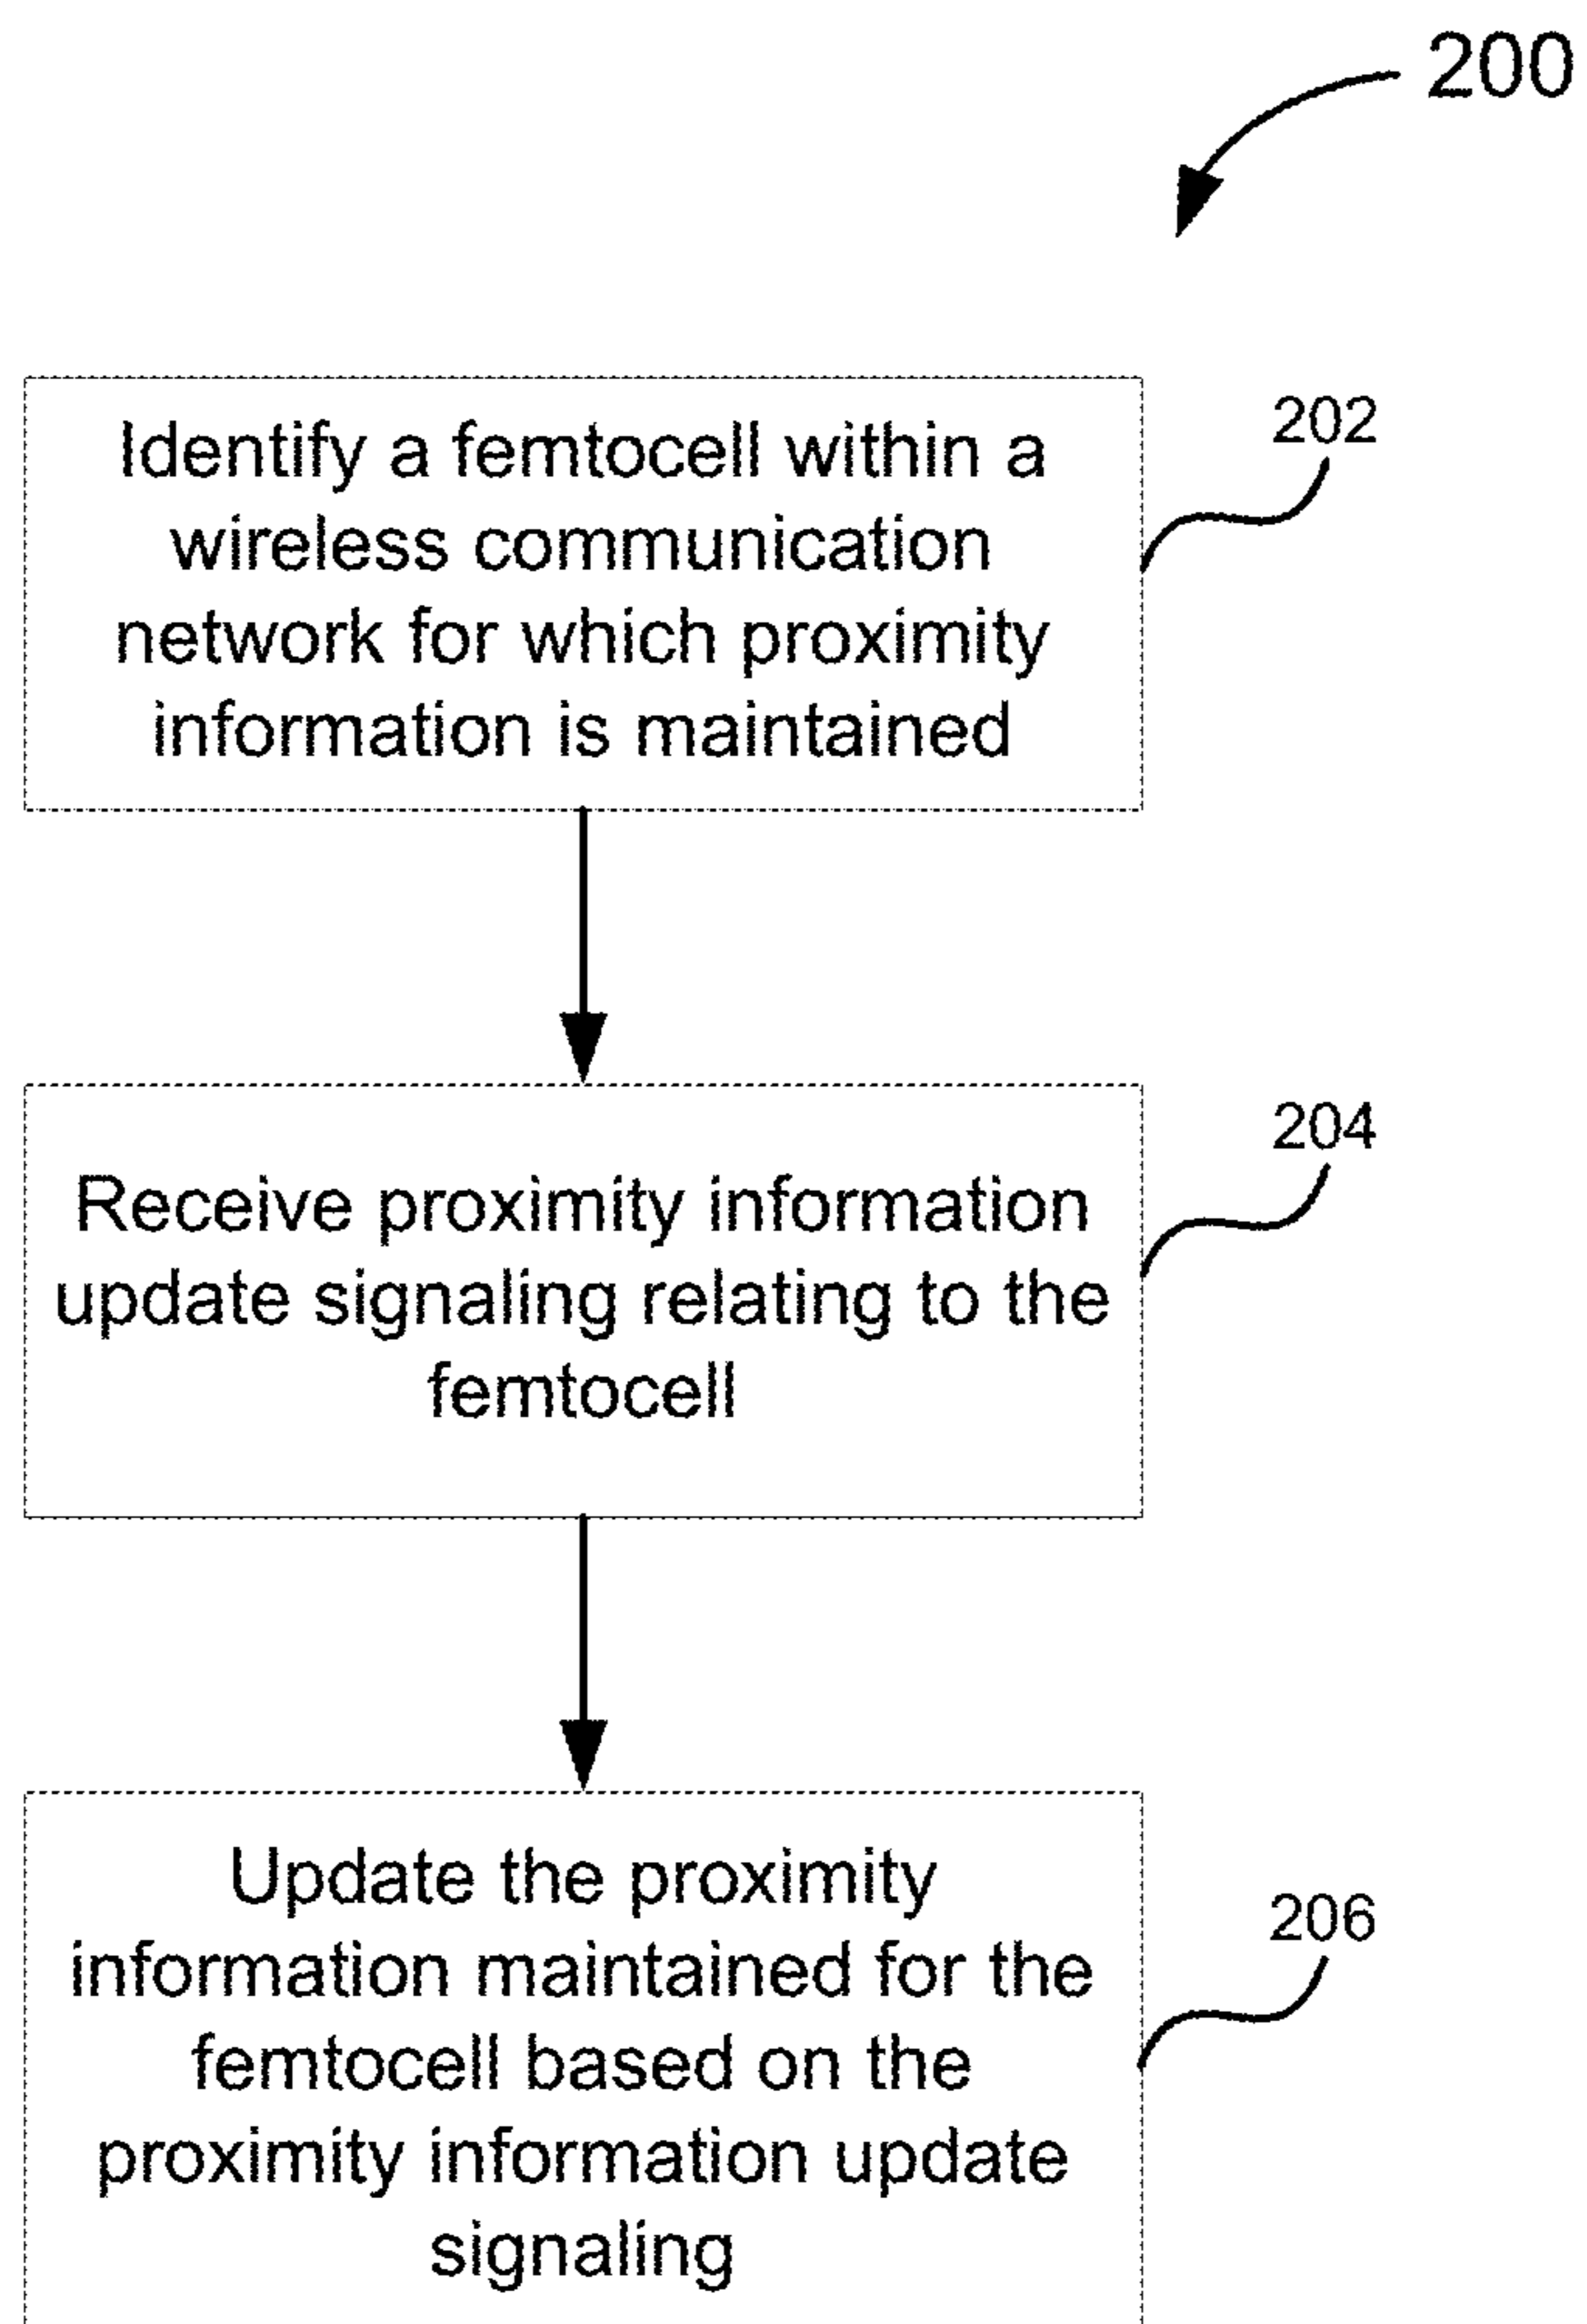 200
Identify a femtocell within a
wireless communication
network for which proximity
information is maintained
202
Receive proximity information
update signaling relating to the
femtocell
204
Update the proximity
information maintained for the
femtocell based on the
proximity information update
signaling
206